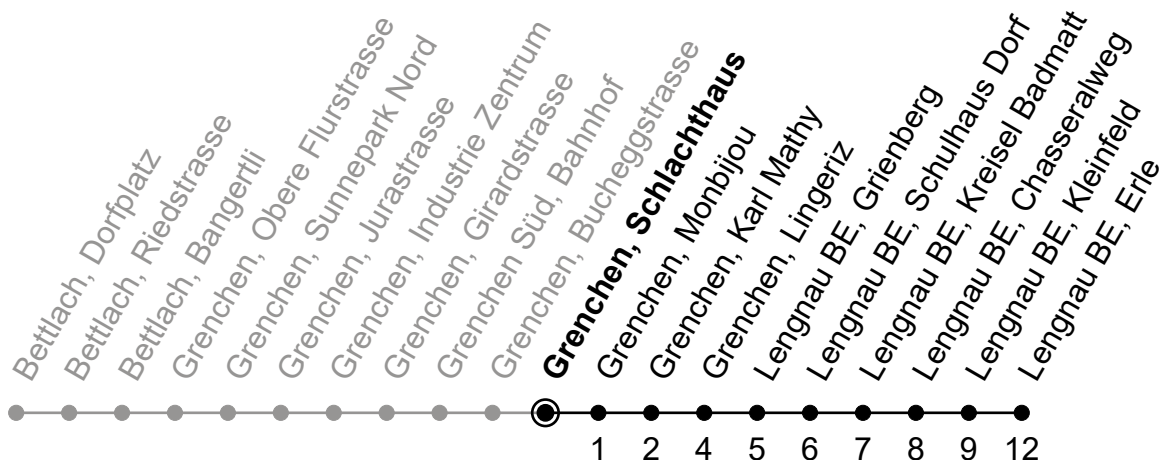 Bettlach, Dorfplatz
Bettlach, Riedstrasse
Bettlach, Bangertli
Grenchen, Obere Flurstrasse
Grenchen, Sunnepark Nord
Grenchen, Jurastrasse
Grenchen, Industrie Zentrum
Grenchen, Girardstrasse
Grenchen Süd, Bahnhof
Grenchen, Bucheggstrasse
Grenchen, Schlachthaus
Grenchen, Monbijou
Grenchen, Karl Mathy
Grenchen, Lingeriz
Lengnau BE, Grienberg
Lengnau BE, Schulhaus Dorf
Lengnau BE, Kreisel Badmatt
Lengnau BE, Chasseralweg
Lengnau BE, Kleinfeld
Lengnau BE, Erle
1 2 4 5 6 7 8 9 12